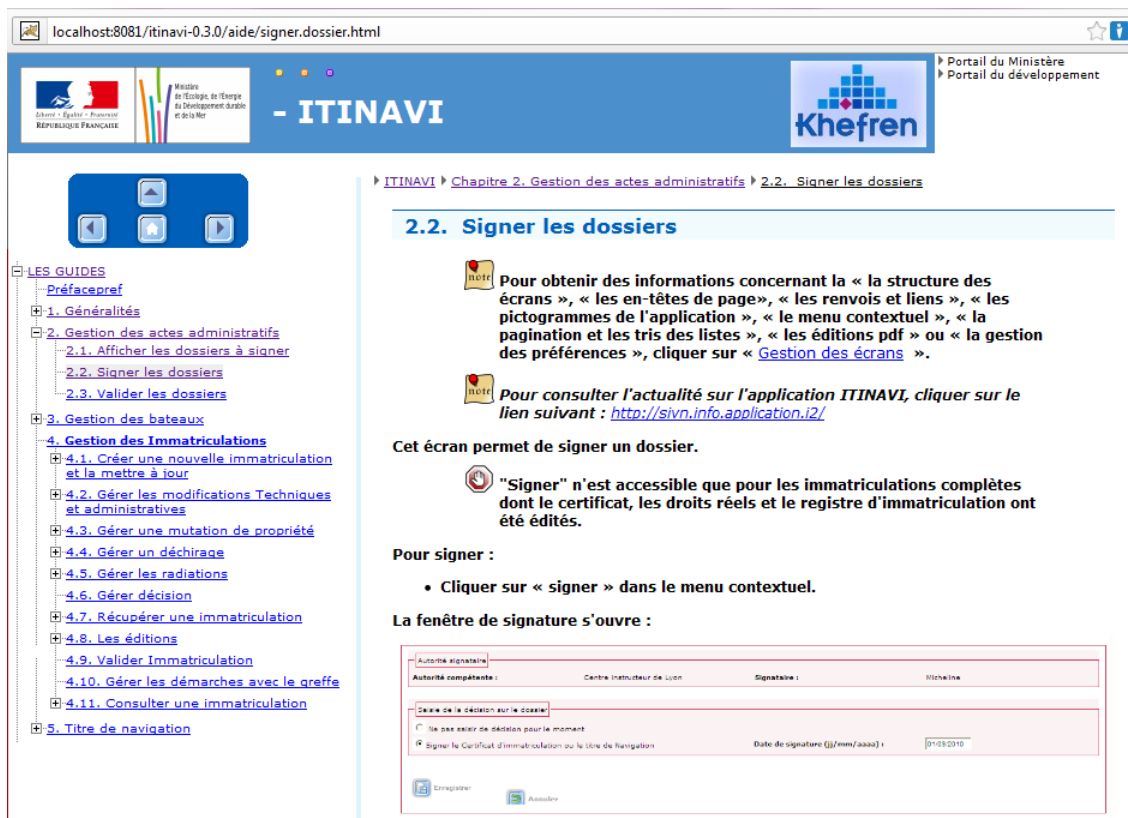 localhost:8081/itinavi-0.3.0/aide/signer.dossier.html
Liberté • Égalité • Fraternité
RÉPUBLIQUE FRANÇAISE
Ministère
de l'Écologie, de l'Énergie
du Développement durable
et de la Mer
- ITINAVI
Khefren
Portail du Ministère
Portail du développement
LES GUIDES
Préfacepref
1. Généralités
2. Gestion des actes administratifs
2.1. Afficher les dossiers à signer
2.2. Signer les dossiers
2.3. Valider les dossiers
3. Gestion des bateaux
4. Gestion des Immatriculations
4.1. Créer une nouvelle immatriculation
et la mettre à jour
4.2. Gérer les modifications Techniques
et administratives
4.3. Gérer une mutation de propriété
4.4. Gérer un déchirage
4.5. Gérer les radiations
4.6. Gérer décision
4.7. Récupérer une immatriculation
4.8. Les éditions
4.9. Valider Immatriculation
4.10. Gérer les démarches avec le greffe
4.11. Consulter une immatriculation
5. Titre de navigation
ITINAVI Chapitre 2. Gestion des actes administratifs 2.2. Signer les dossiers
2.2. Signer les dossiers
note
Pour obtenir des informations concernant la « la structure des
écrans », « les en-têtes de page», « les renvois et liens », « les
pictogrammes de l'application », « le menu contextuel », « la
pagination et les tris des listes », « les éditions pdf » ou « la gestion
des préférences », cliquer sur « Gestion des écrans ».
note
Pour consulter l'actualité sur l'application ITINAVI, cliquer sur le
lien suivant : http://sivn.info.application.i2/
Cet écran permet de signer un dossier.
"Signer" n'est accessible que pour les immatriculations complètes
dont le certificat, les droits réels et le registre d'immatriculation ont
été édités.
Pour signer :
• Cliquer sur « signer » dans le menu contextuel.
La fenêtre de signature s'ouvre :
Autorité signataire
Autorité compétente : Centre Instructeur de Lyon Signataire : Micheline
Saisie de la décision sur le dossier
Ne pas saisir de décision pour le moment
Signer le Certificat d'immatriculation ou le titre de Navigation Date de signature (jj/mm/aaaa) : 01/03/2010
Enregistrer
Annuler